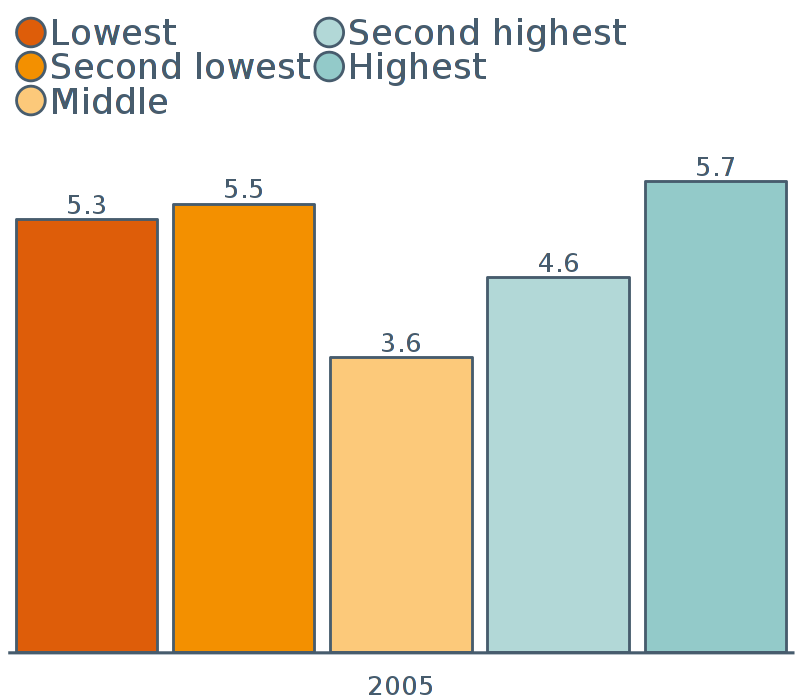 Lowest
Second lowest
Middle
Second highest
Highest
5.3
5.5
3.6
4.6
5.7
2005